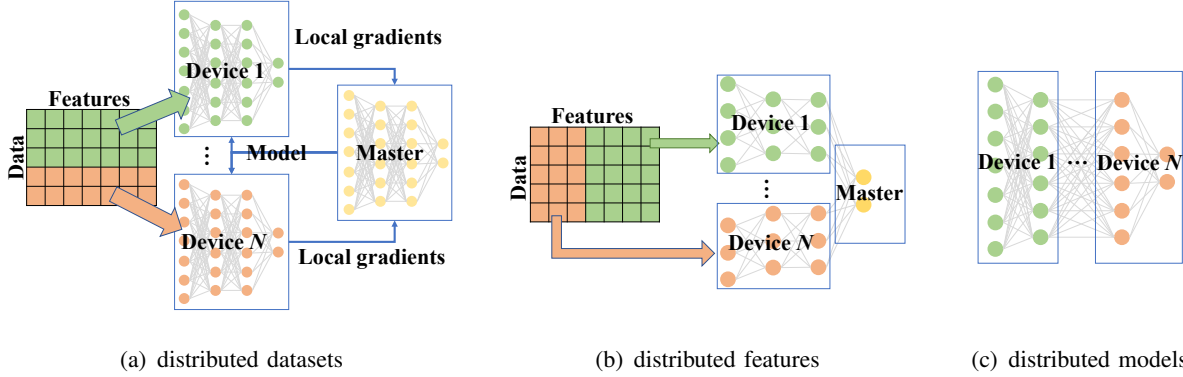 Features
Data
Device 1
Local gradients
⋮
Model
Master
Device N
Local gradients
(a) distributed datasets
Features
Data
Device 1
⋮
Master
Device N
(b) distributed features
Device 1
...
Device N
(c) distributed models